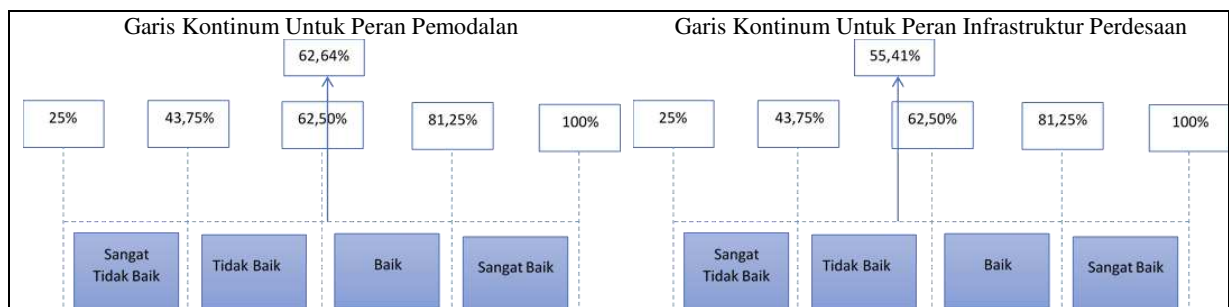 Garis Kontinum Untuk Peran Pemodalan
62,64%
25%
43,75%
62,50%
81,25%
100%
Sangat
Tidak Baik
Tidak Baik
Baik
Sangat Baik
Garis Kontinum Untuk Peran Infrastruktur Perdesaan
55,41%
25%
43,75%
62,50%
81,25%
100%
Sangat
Tidak Baik
Tidak Baik
Baik
Sangat Baik